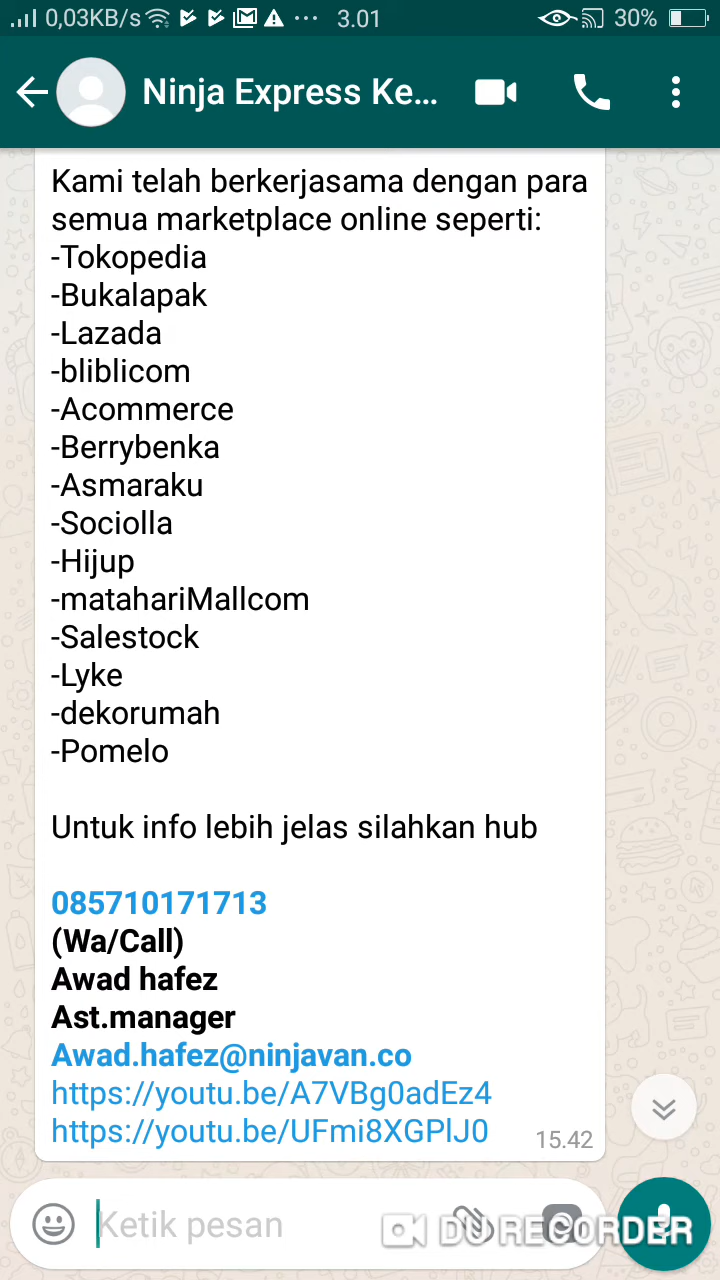 0,03KB/s
3.01
30%
Ninja Express Ke...
Kami telah berkerjasama dengan para
semua marketplace online seperti:
-Tokopedia
-Bukalapak
-Lazada
-bliblicom
-Acommerce
-Berrybenka
-Asmaraku
-Sociolla
-Hijup
-matahariMallcom
-Salestock
-Lyke
-dekorumah
-Pomelo
Untuk info lebih jelas silahkan hub
085710171713
(Wa/Call)
Awad hafez
Ast.manager
Awad.hafez@ninjavan.co
https://youtu.be/A7VBg0adEz4
https://youtu.be/UFmi8XGPlJ0
15.42
Ketik pesan
DU RECORDER